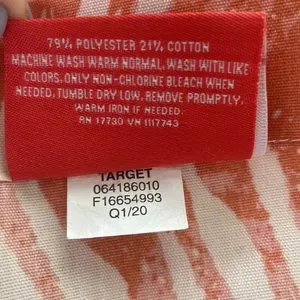 79% POLYESTER 21% COTTON
MACHINE WASH WARM NORMAL, WASH WITH LIKE
COLORS, ONLY NON-CHLORINE BLEACH WHEN
NEEDED, TUMBLE DRY LOW, REMOVE PROMPTLY,
WARM IRON IF NEEDED.
RN 17730 VN 1117743
TARGET
064186010
F16654993
Q1/20